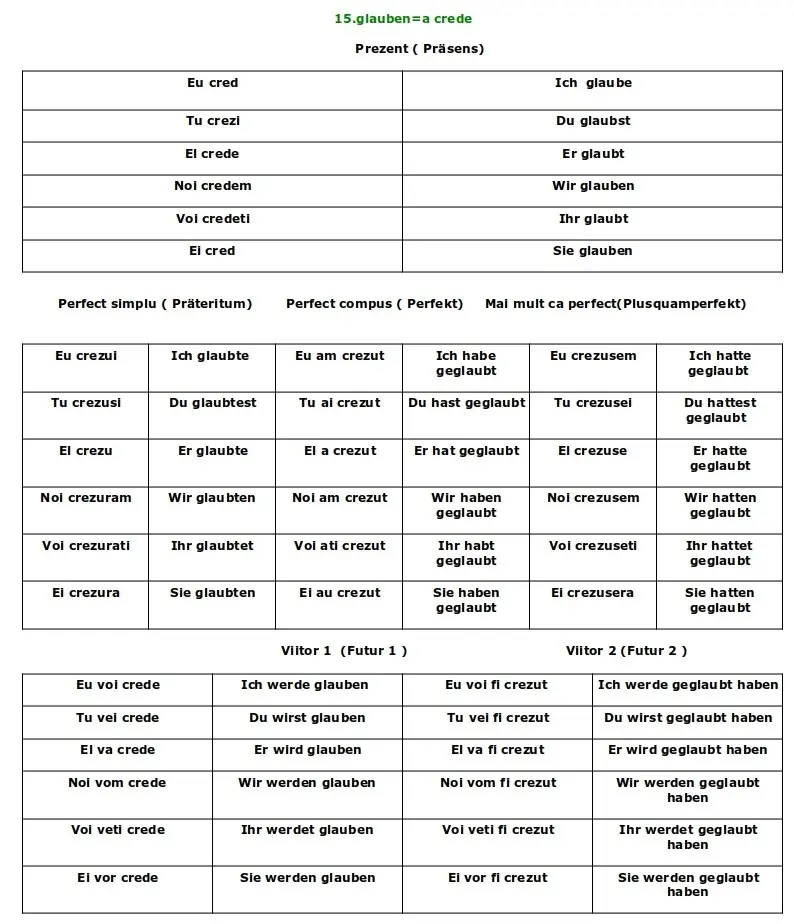 15.glauben=a crede
Prezent ( Präsens)
Eu cred Ich glaube
Tu crezi Du glaubst
El crede Er glaubt
Noi credem Wir glauben
Voi credeti Ihr glaubt
Ei cred Sie glauben
Perfect simplu ( Präteritum) Perfect compus ( Perfekt) Mai mult ca perfect(Plusquamperfekt)
Eu crezui Ich glaubte Eu am crezut Ich habe geglaubt Eu crezusem Ich hatte geglaubt
Tu crezusi Du glaubtest Tu ai crezut Du hast geglaubt Tu crezusei Du hattest geglaubt
El crezu Er glaubte El a crezut Er hat geglaubt El crezuse Er hatte geglaubt
Noi crezuram Wir glaubten Noi am crezut Wir haben geglaubt Noi crezusem Wir hatten geglaubt
Voi crezurati Ihr glaubtet Voi ati crezut Ihr habt geglaubt Voi crezuseti Ihr hattet geglaubt
Ei crezura Sie glaubten Ei au crezut Sie haben geglaubt Ei crezusera Sie hatten geglaubt
Viitor 1 (Futur 1 ) Viitor 2 (Futur 2 )
Eu voi crede Ich werde glauben Eu voi fi crezut Ich werde geglaubt haben
Tu vei crede Du wirst glauben Tu vei fi crezut Du wirst geglaubt haben
El va crede Er wird glauben El va fi crezut Er wird geglaubt haben
Noi vom crede Wir werden glauben Noi vom fi crezut Wir werden geglaubt haben
Voi veti crede Ihr werdet glauben Voi veti fi crezut Ihr werdet geglaubt haben
Ei vor crede Sie werden glauben Ei vor fi crezut Sie werden geglaubt haben